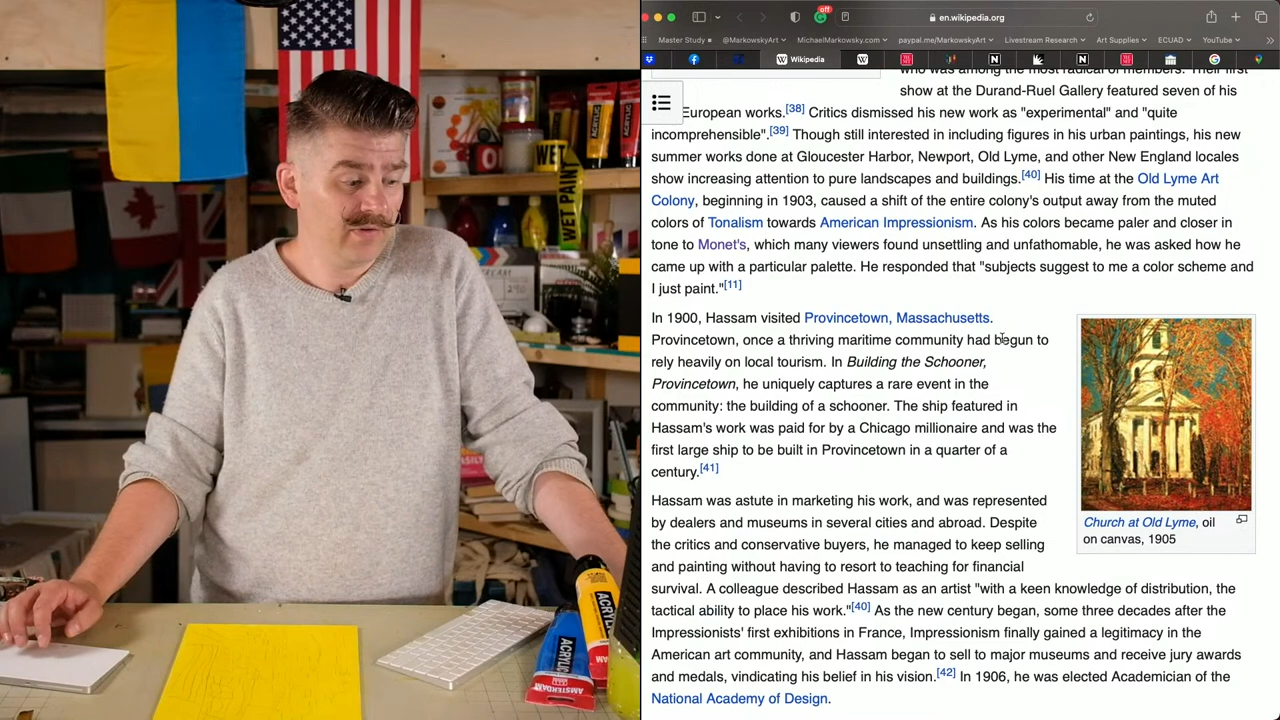 WET
WET PAINT
ACRYLIC
ACRYLIC
ACRYLIC
AMSTERDAM
off
en.wikipedia.org
Master Study
@MarkowskyArt
MichaelMarkowsky.com
paypal.me/MarkowskyArt
Livestream Research
Art Supplies
ECUAD
YouTube
Wikipedia
who was among the most radical of members. Their first
show at the Durand-Ruel Gallery featured seven of his
European works.[38] Critics dismissed his new work as "experimental" and "quite
incomprehensible".[39] Though still interested in including figures in his urban paintings, his new
summer works done at Gloucester Harbor, Newport, Old Lyme, and other New England locales
show increasing attention to pure landscapes and buildings.[40] His time at the Old Lyme Art
Colony, beginning in 1903, caused a shift of the entire colony's output away from the muted
colors of Tonalism towards American Impressionism. As his colors became paler and closer in
tone to Monet's, which many viewers found unsettling and unfathomable, he was asked how he
came up with a particular palette. He responded that "subjects suggest to me a color scheme and
I just paint."[11]
In 1900, Hassam visited Provincetown, Massachusetts.
Provincetown, once a thriving maritime community had begun to
rely heavily on local tourism. In Building the Schooner,
Provincetown, he uniquely captures a rare event in the
community: the building of a schooner. The ship featured in
Hassam's work was paid for by a Chicago millionaire and was the
first large ship to be built in Provincetown in a quarter of a
century.[41]
Church at Old Lyme, oil
on canvas, 1905
Hassam was astute in marketing his work, and was represented
by dealers and museums in several cities and abroad. Despite
the critics and conservative buyers, he managed to keep selling
and painting without having to resort to teaching for financial
survival. A colleague described Hassam as an artist "with a keen knowledge of distribution, the
tactical ability to place his work."[40] As the new century began, some three decades after the
Impressionists' first exhibitions in France, Impressionism finally gained a legitimacy in the
American art community, and Hassam began to sell to major museums and receive jury awards
and medals, vindicating his belief in his vision.[42] In 1906, he was elected Academician of the
National Academy of Design.